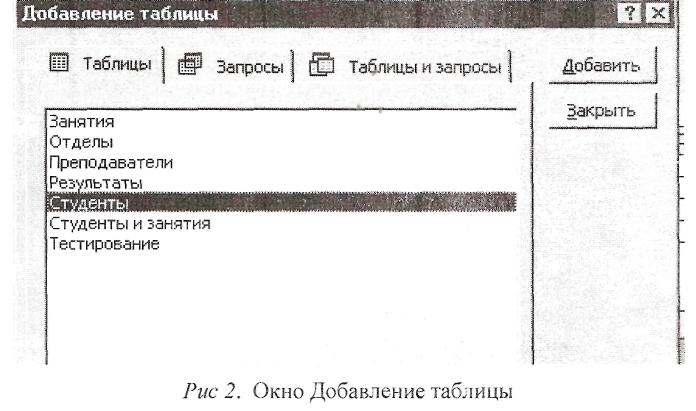 Добавление таблицы
Таблицы Запросы Таблицы и запросы
Добавить
Закрыть
Занятия
Отделы
Преподаватели
Результаты
Студенты
Студенты и занятия
Тестирование
Рис 2. Окно Добавление таблицы